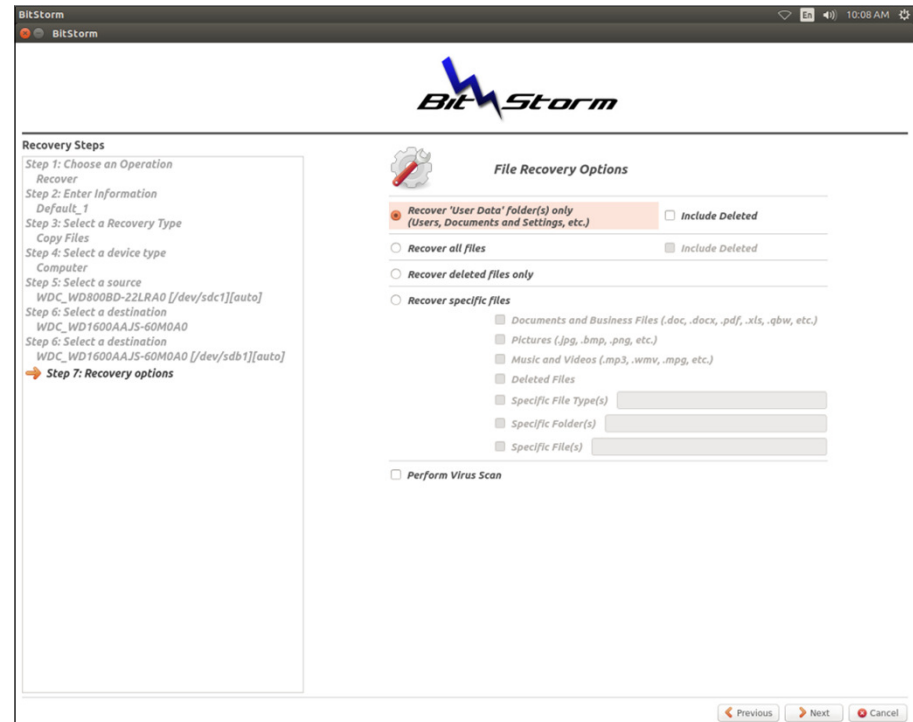 BitStorm
En
10:08 AM
BitStorm
Bit Storm
Recovery Steps
Step 1: Choose an Operation
Recover
Step 2: Enter Information
Default_1
Step 3: Select a Recovery Type
Copy Files
Step 4: Select a device type
Computer
Step 5: Select a source
WDC_WD800BD-22LRA0 [/dev/sdc1][auto]
Step 6: Select a destination
WDC_WD1600AAJS-60M0A0
Step 6: Select a destination
WDC_WD1600AAJS-60M0A0 [/dev/sdb1][auto]
Step 7: Recovery options
File Recovery Options
Recover 'User Data' folder(s) only
(Users, Documents and Settings, etc.)
Include Deleted
Recover all files
Include Deleted
Recover deleted files only
Recover specific files
Documents and Business Files (.doc, .docx, .pdf, .xls, .qbw, etc.)
Pictures (.jpg, .bmp, .png, etc.)
Music and Videos (.mp3, .wmv, .mpg, etc.)
Deleted Files
Specific File Type(s)
Specific Folder(s)
Specific File(s)
Perform Virus Scan
Previous
Next
Cancel